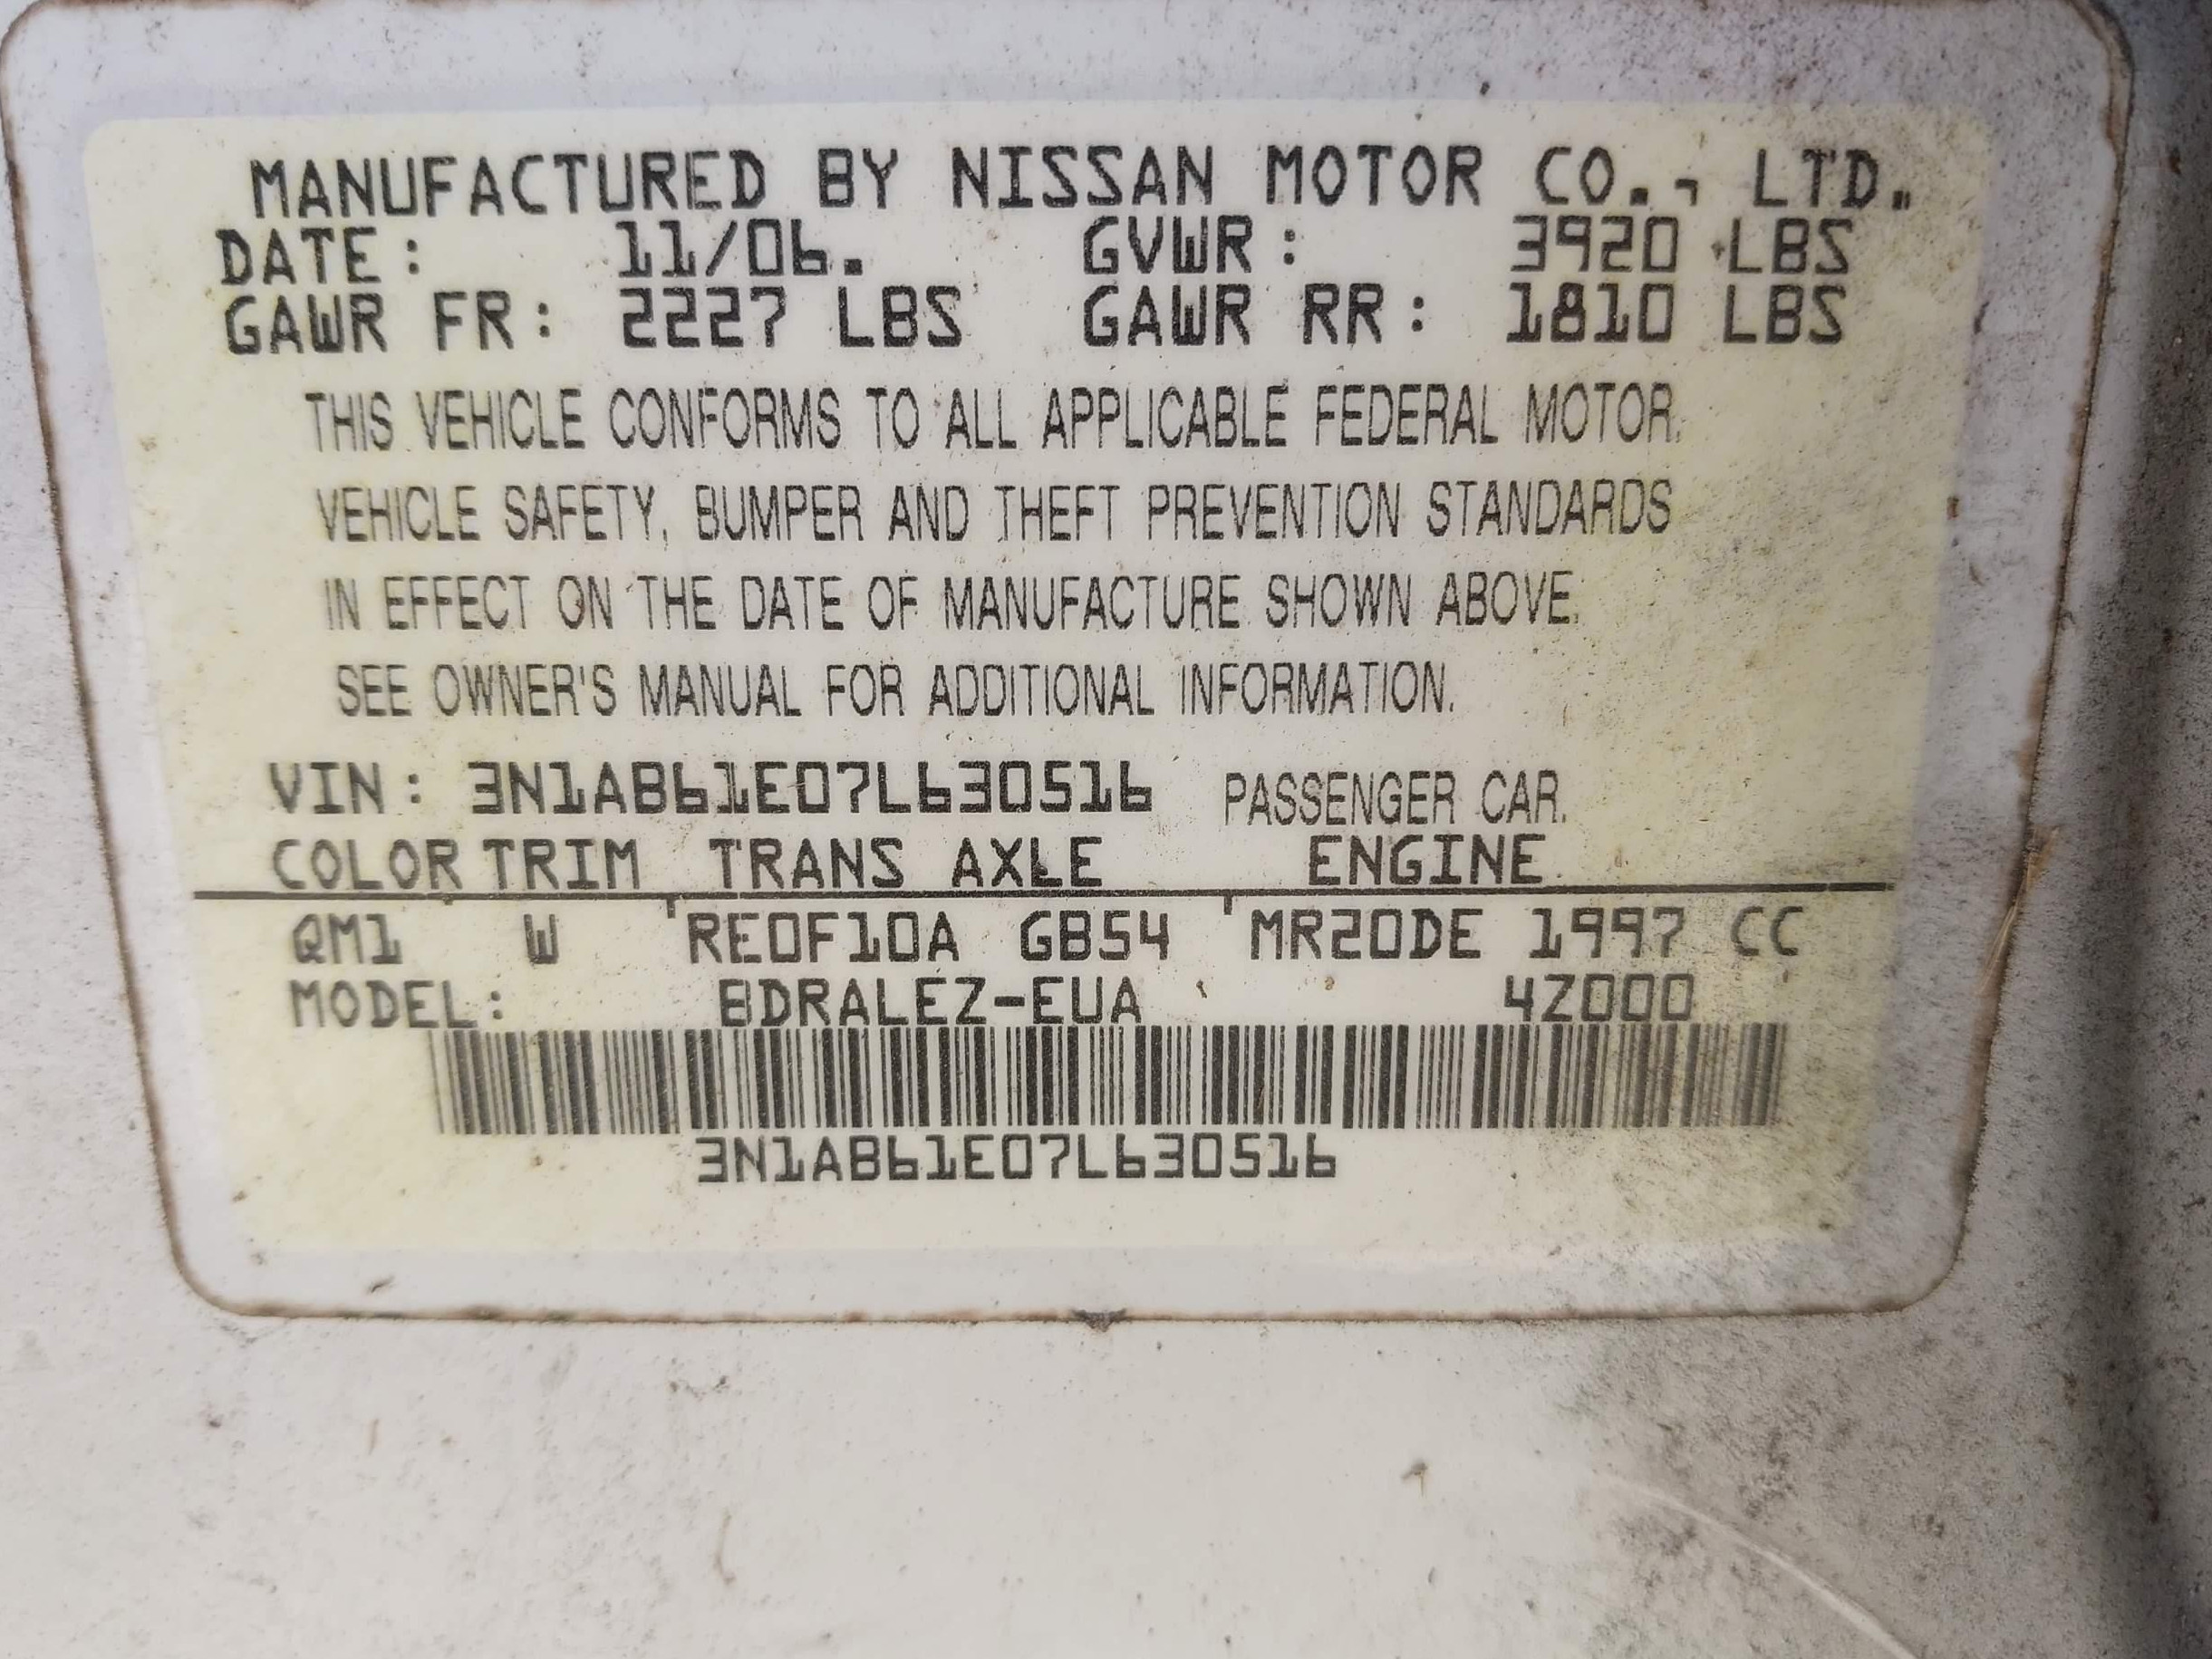 MANUFACTURED BY NISSAN MOTOR CO., LTD.
DATE: 11/06. GVWR: 3920 LBS
GAWR FR: 2227 LBS GAWR RR: 1810 LBS
THIS VEHICLE CONFORMS TO ALL APPLICABLE FEDERAL MOTOR
VEHICLE SAFETY, BUMPER AND THEFT PREVENTION STANDARDS
IN EFFECT ON THE DATE OF MANUFACTURE SHOWN ABOVE.
SEE OWNER'S MANUAL FOR ADDITIONAL INFORMATION.
VIN: 3N1AB61E07L630516 PASSENGER CAR.
COLOR TRIM TRANS AXLE ENGINE
QM1 W RE0F10A GB54 MR20DE 1997 CC
MODEL: BDRALEZ-EUA 4Z000
3N1AB61E07L630516